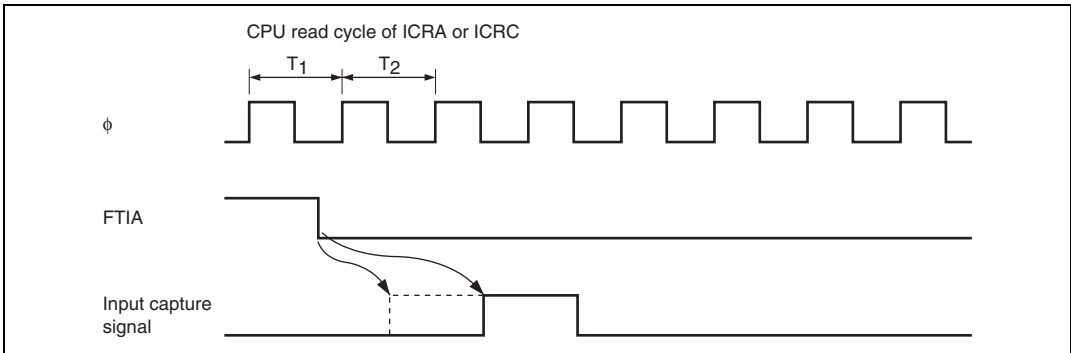 CPU read cycle of ICRA or ICRC
T1 T2
ϕ
FTIA
Input capture
signal